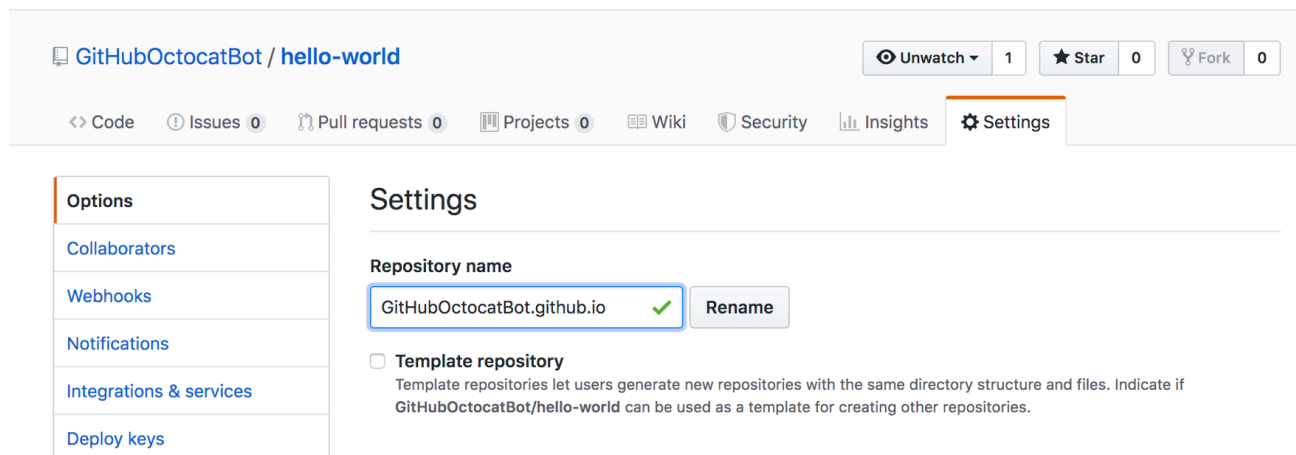 GitHubOctocatBot / hello-world
Unwatch 1 Star 0 Fork 0
Code Issues 0 Pull requests 0 Projects 0 Wiki Security Insights Settings
Options
Collaborators
Webhooks
Notifications
Integrations & services
Deploy keys
Settings
Repository name
GitHubOctocatBot.github.io Rename
Template repository
Template repositories let users generate new repositories with the same directory structure and files. Indicate if
GitHubOctocatBot/hello-world can be used as a template for creating other repositories.